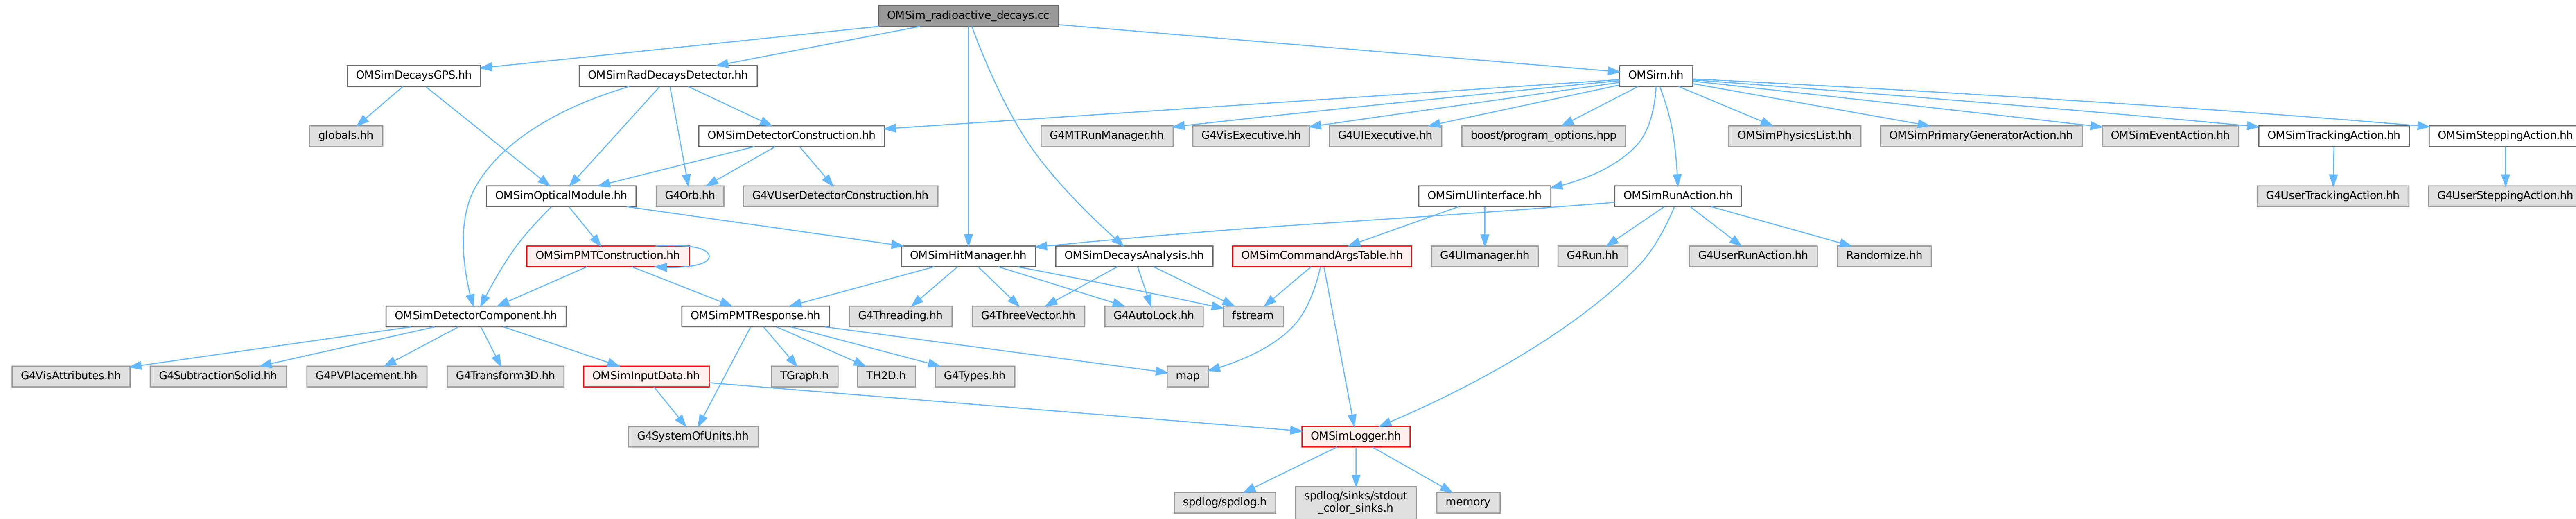 OMSim_radioactive_decays.cc
OMSimDecaysGPS.hh
OMSimRadDecaysDetector.hh
OMSim.hh
globals.hh
OMSimDetectorConstruction.hh
G4MTRunManager.hh
G4VisExecutive.hh
G4UIExecutive.hh
boost/program_options.hpp
OMSimPhysicsList.hh
OMSimPrimaryGeneratorAction.hh
OMSimEventAction.hh
OMSimTrackingAction.hh
OMSimSteppingAction.hh
OMSimOpticalModule.hh
G4Orb.hh
G4VUserDetectorConstruction.hh
OMSimUIinterface.hh
OMSimRunAction.hh
G4UserTrackingAction.hh
G4UserSteppingAction.hh
OMSimPMTConstruction.hh
OMSimHitManager.hh
OMSimDecaysAnalysis.hh
OMSimCommandArgsTable.hh
G4UImanager.hh
G4Run.hh
G4UserRunAction.hh
Randomize.hh
OMSimDetectorComponent.hh
OMSimPMTResponse.hh
G4Threading.hh
G4ThreeVector.hh
G4AutoLock.hh
fstream
G4VisAttributes.hh
G4SubtractionSolid.hh
G4PVPlacement.hh
G4Transform3D.hh
OMSimInputData.hh
TGraph.h
TH2D.h
G4Types.hh
map
G4SystemOfUnits.hh
OMSimLogger.hh
spdlog/spdlog.h
spdlog/sinks/stdout
_color_sinks.h
memory